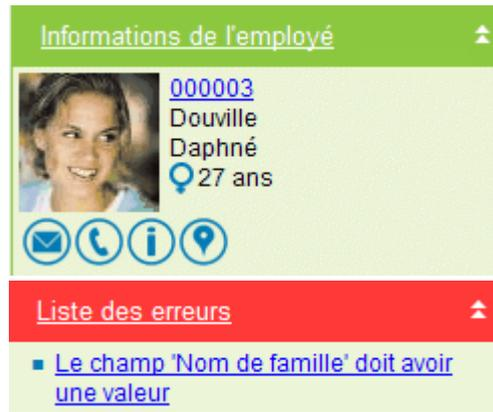 Informations de l'employé
000003
Douville
Daphné
27 ans
Liste des erreurs
Le champ 'Nom de famille' doit avoir
une valeur